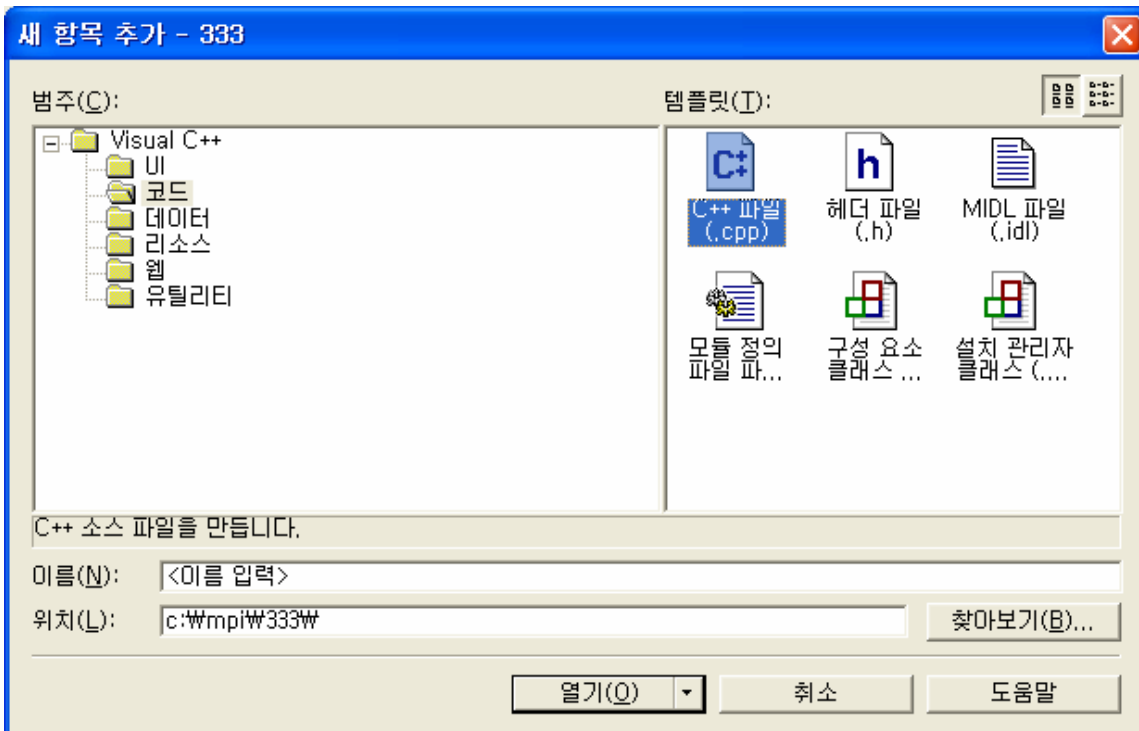 새 항목 추가 - 333
범주(C):
템플릿(T):
Visual C++
UI
코드
데이터
리소스
웹
유틸리티
C++ 파일
(.cpp)
헤더 파일
(.h)
MIDL 파일
(.idl)
모듈 정의
파일 파...
구성 요소
클래스 ...
설치 관리자
클래스 (....
C++ 소스 파일을 만듭니다.
이름(N):
<이름 입력>
위치(L):
c:₩mpi₩333₩
찾아보기(B)...
열기(O)
취소
도움말